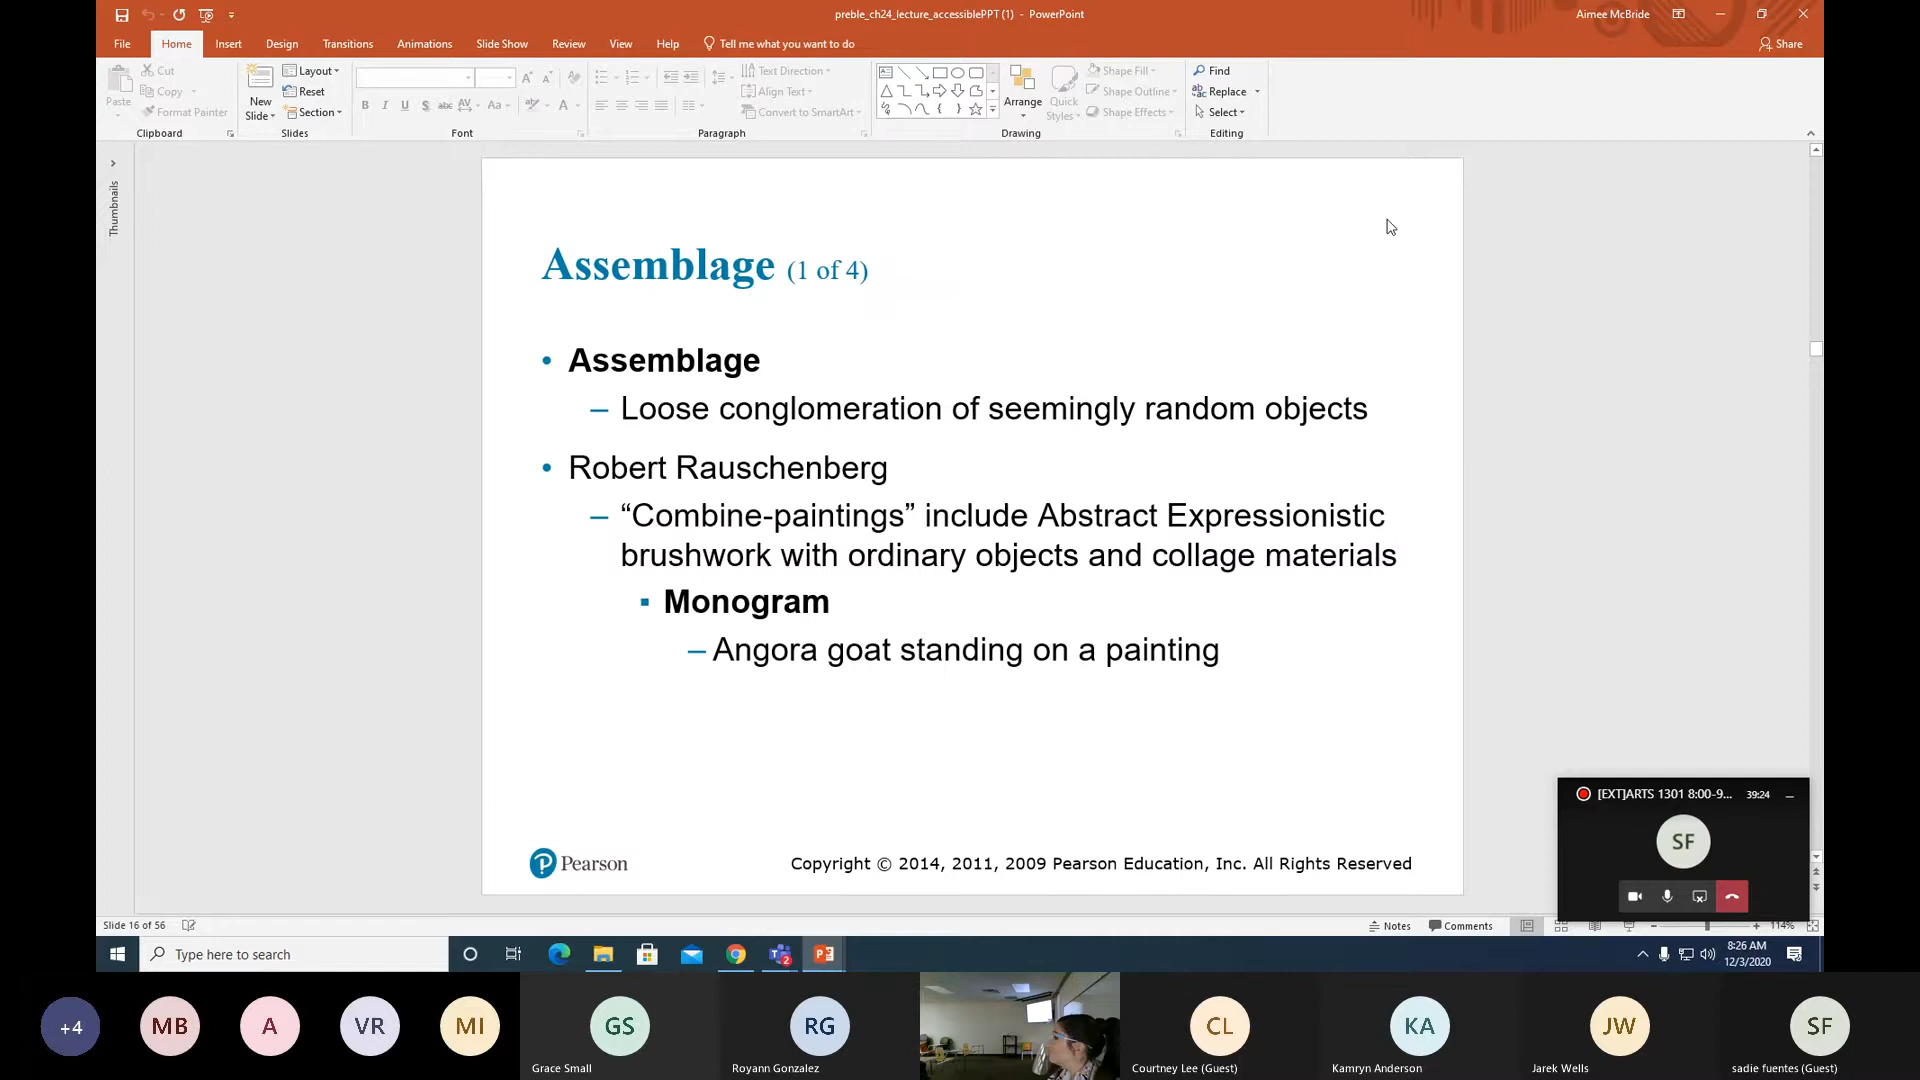 preble_ch24_lecture_accessiblePPT (1) - PowerPoint
Aimee McBride
File Home Insert Design Transitions Animations Slide Show Review View Help Tell me what you want to do
Share
Paste
Cut
Copy
Format Painter
Clipboard
New
Slide
Layout
Reset
Section
Slides
B I U S abc AV Aa A
Font
Text Direction
Align Text
Convert to SmartArt
Paragraph
Arrange
Quick
Styles
Shape Fill
Shape Outline
Shape Effects
Drawing
Find
Replace
Select
Editing
Thumbnails
Assemblage (1 of 4)
• Assemblage
– Loose conglomeration of seemingly random objects
• Robert Rauschenberg
– “Combine-paintings” include Abstract Expressionistic
brushwork with ordinary objects and collage materials
▪ Monogram
– Angora goat standing on a painting
Pearson
Copyright © 2014, 2011, 2009 Pearson Education, Inc. All Rights Reserved
[EXT]ARTS 1301 8:00-9... 39:24
SF
Slide 16 of 56
Notes
Comments
114%
Type here to search
8:26 AM
12/3/2020
+4
MB
A
VR
MI
GS
Grace Small
RG
Royann Gonzalez
CL
Courtney Lee (Guest)
KA
Kamryn Anderson
JW
Jarek Wells
SF
sadie fuentes (Guest)